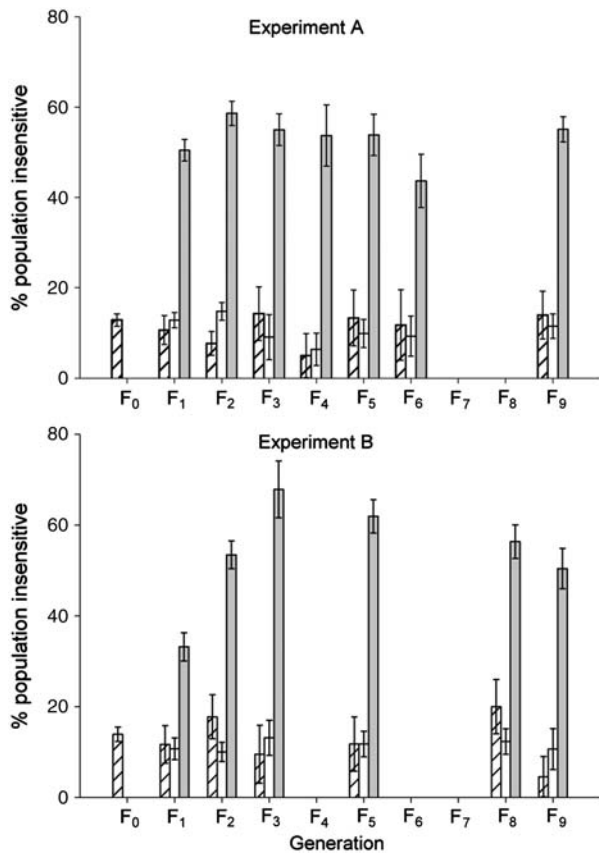 Experiment A
% population insensitive
80
60
40
20
0
F₀ F₁ F₂ F₃ F₄ F₅ F₆ F₇ F₈ F₉
Experiment B
% population insensitive
80
60
40
20
0
F₀ F₁ F₂ F₃ F₄ F₅ F₆ F₇ F₈ F₉
Generation